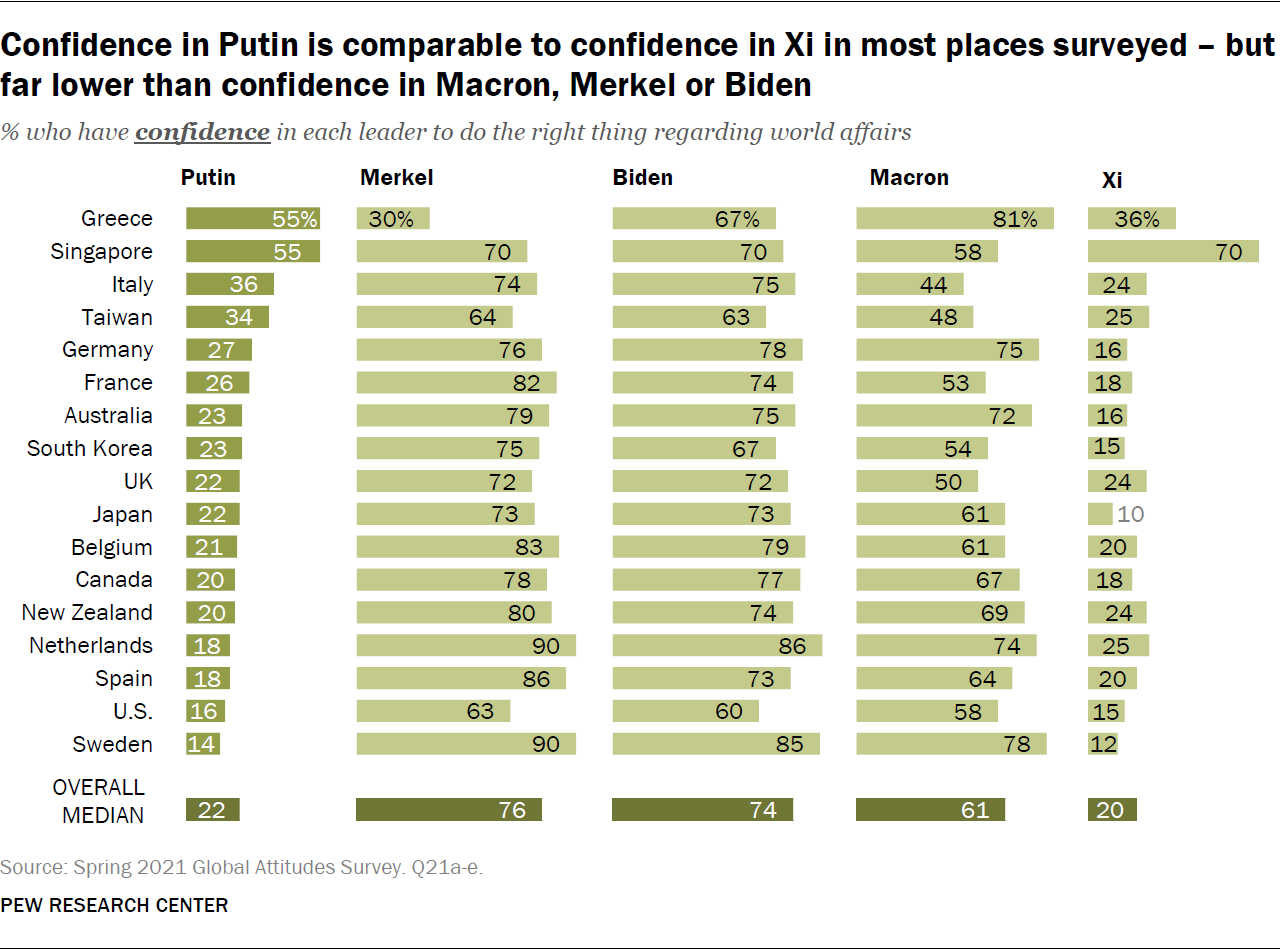 Confidence in Putin is comparable to confidence in Xi in most places surveyed – but
far lower than confidence in Macron, Merkel or Biden
% who have confidence in each leader to do the right thing regarding world affairs
Putin Merkel Biden Macron Xi
Greece 55% 30% 67% 81% 36%
Singapore 55 70 70 58 70
Italy 36 74 75 44 24
Taiwan 34 64 63 48 25
Germany 27 76 78 75 16
France 26 82 74 53 18
Australia 23 79 75 72 16
South Korea 23 75 67 54 15
UK 22 72 72 50 24
Japan 22 73 73 61 10
Belgium 21 83 79 61 20
Canada 20 78 77 67 18
New Zealand 20 80 74 69 24
Netherlands 18 90 86 74 25
Spain 18 86 73 64 20
U.S. 16 63 60 58 15
Sweden 14 90 85 78 12
OVERALL
MEDIAN 22 76 74 61 20
Source: Spring 2021 Global Attitudes Survey. Q21a-e.
PEW RESEARCH CENTER